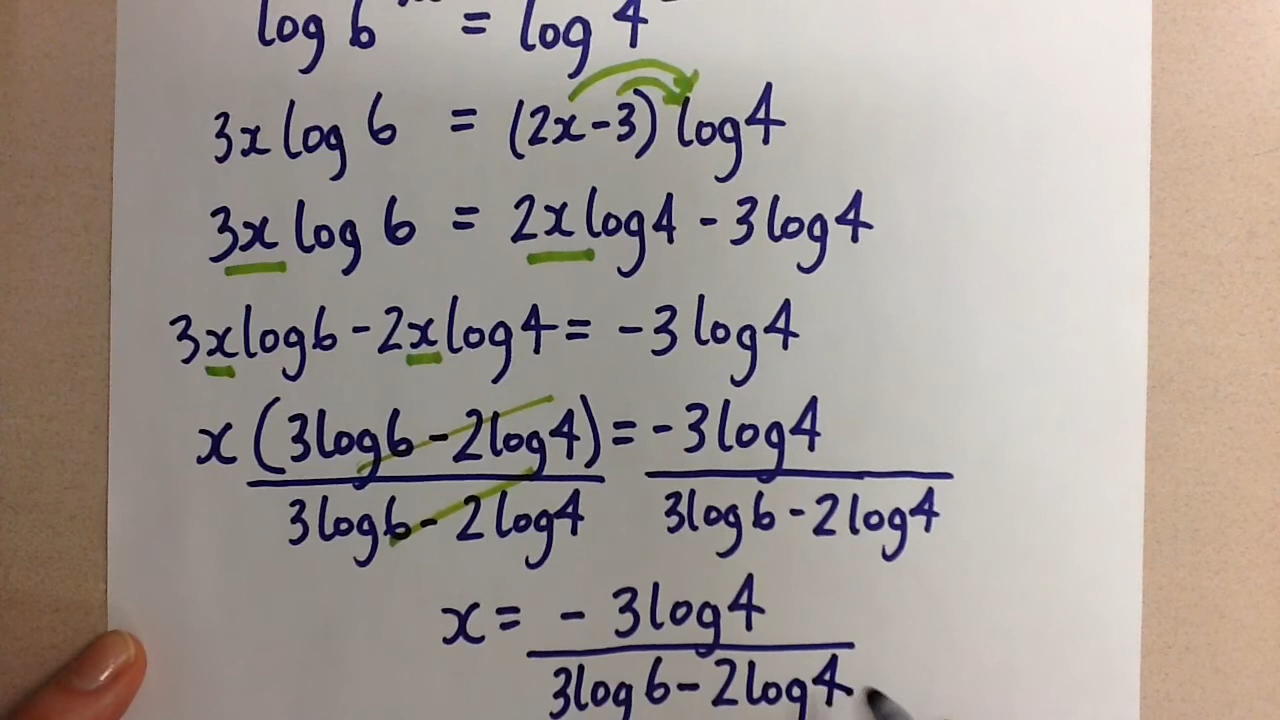 log 6 = log 4
3x log 6 = (2x-3) log 4
3x log 6 = 2x log 4 - 3 log 4
3x log 6 - 2x log 4 = -3 log 4
x (3 log 6 - 2 log 4) = -3 log 4
3 log 6 - 2 log 4 3 log 6 - 2 log 4
x = - 3 log 4
3 log 6 - 2 log 4